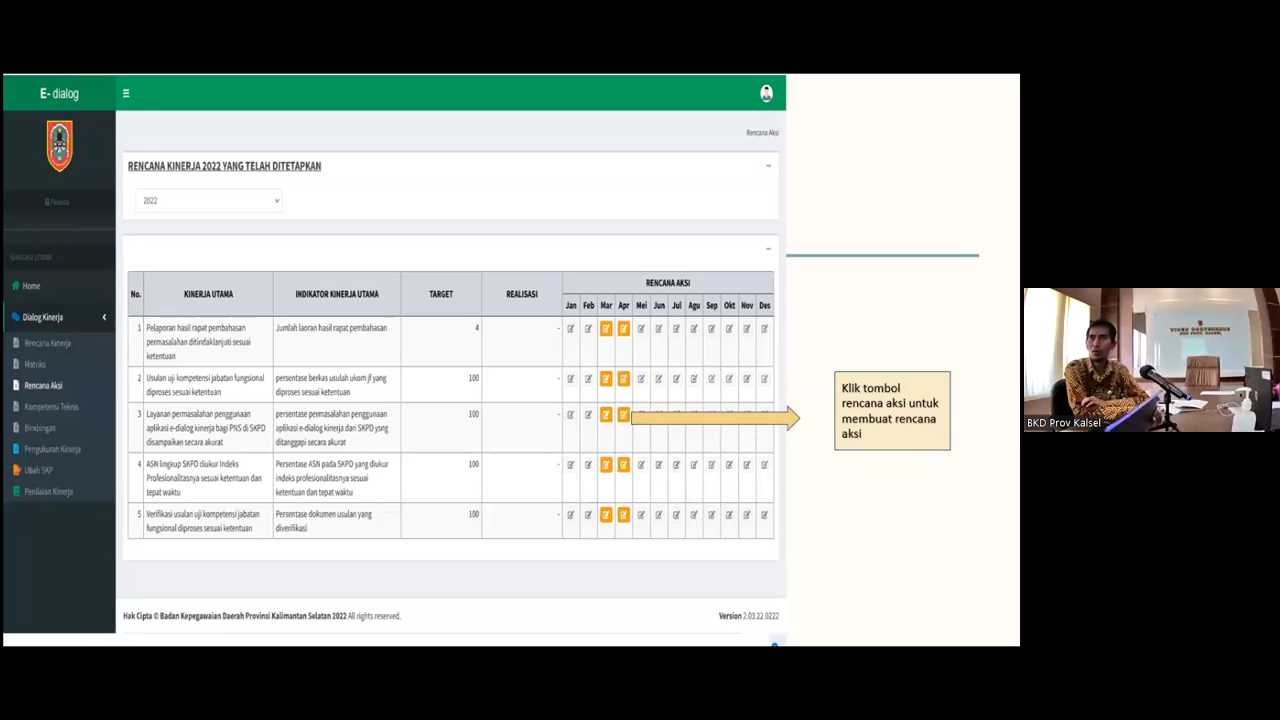 E- dialog
Rencana Aksi
RENCANA KINERJA 2022 YANG TELAH DITETAPKAN
2022
NAVIGASI UTAMA
Home
Dialog Kinerja
Rencana Kinerja
Matriks
Rencana Aksi
Kompetensi Teknis
Bimbingan
Pengukuran Kinerja
Ubah SKP
Penilaian Kinerja
No. KINERJA UTAMA INDIKATOR KINERJA UTAMA TARGET REALISASI RENCANA AKSI
Jan Feb Mar Apr Mei Jun Jul Agu Sep Okt Nov Des
1 Pelaporan hasil rapat pembahasan Jumlah laoran hasil rapat pembahasan 4 -
permasalahan ditindaklanjuti sesuai
ketentuan
2 Usulan uji kompetensi jabatan fungsional persentase berkas usulah ukom jf yang 100 -
diproses sesuai ketentuan diproses sesuai ketentuan
3 Layanan permasalahan penggunaan persentase permasalahan penggunaan 100 -
aplikasi e-dialog kinerja bagi PNS di SKPD aplikasi e-dialog kinerja dari SKPD yang
disampaikan secara akurat ditanggapi secara akurat
4 ASN lingkup SKPD diukur Indeks Persentase ASN pada SKPD yang diukur 100 -
Profesionalitasnya sesuai ketentuan dan indeks profesionalitasnya sesuai
tepat waktu ketentuan dan tepat waktu
5 Verifikasi usulan uji kompetensi jabatan Persentase dokumen usulan yang 100 -
fungsional diproses sesuai ketentuan diverifikasi
Hak Cipta © Badan Kepegawaian Daerah Provinsi Kalimantan Selatan 2022 All rights reserved.
Version 2.03.22.0222
Klik tombol
rencana aksi untuk
membuat rencana
aksi
VIDEO CONFERENCE
BKD PROV. KALSEL
BKD Prov Kalsel